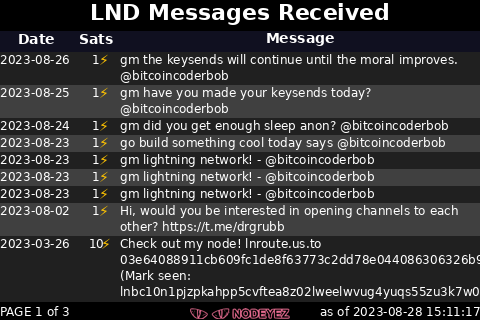 LND Messages Received
Date Sats Message
2023-08-26 1⚡ gm the keysends will continue until the moral improves.
@bitcoincoderbob
2023-08-25 1⚡ gm have you made your keysends today?
@bitcoincoderbob
2023-08-24 1⚡ gm did you get enough sleep anon? @bitcoincoderbob
2023-08-23 1⚡ go build something cool today says @bitcoincoderbob
2023-08-23 1⚡ gm lightning network! - @bitcoincoderbob
2023-08-23 1⚡ gm lightning network! - @bitcoincoderbob
2023-08-23 1⚡ gm lightning network! - @bitcoincoderbob
2023-08-02 1⚡ Hi, would you be interested in opening channels to each
other? https://t.me/drgrubb
2023-03-26 10⚡ Check out my node! lnroute.us.to
03e64088911cb609fc1de8f63773c2dd78e044086306326b9
(Mark seen:
lnbc10n1pjzpkahpp5cvftea8z02lweelwvug4yuqs55zu3k7w0
PAGE 1 of 3 NODEYEZ as of 2023-08-28 15:11:17